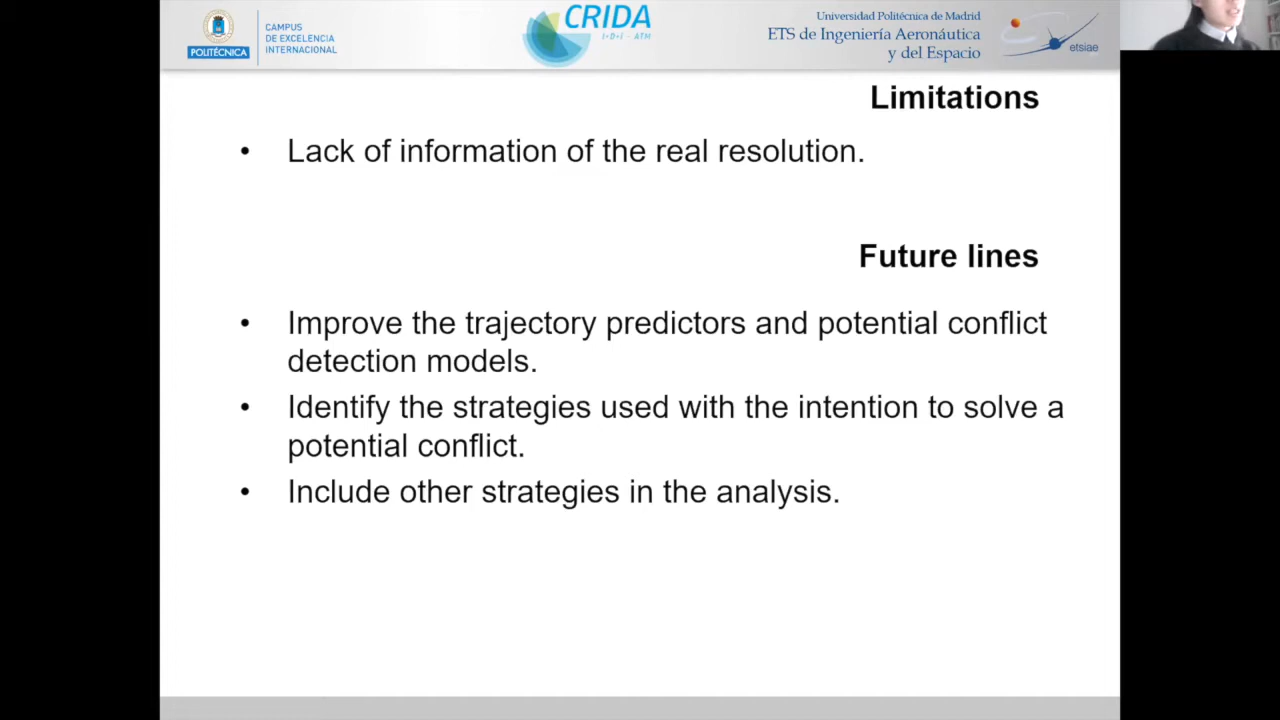 POLITÉCNICA
CAMPUS
DE EXCELENCIA
INTERNACIONAL
CRIDA
I+D+i - ATM
Universidad Politécnica de Madrid
ETS de Ingeniería Aeronáutica
y del Espacio
etsiae
Limitations
• Lack of information of the real resolution.
Future lines
• Improve the trajectory predictors and potential conflict
detection models.
• Identify the strategies used with the intention to solve a
potential conflict.
• Include other strategies in the analysis.